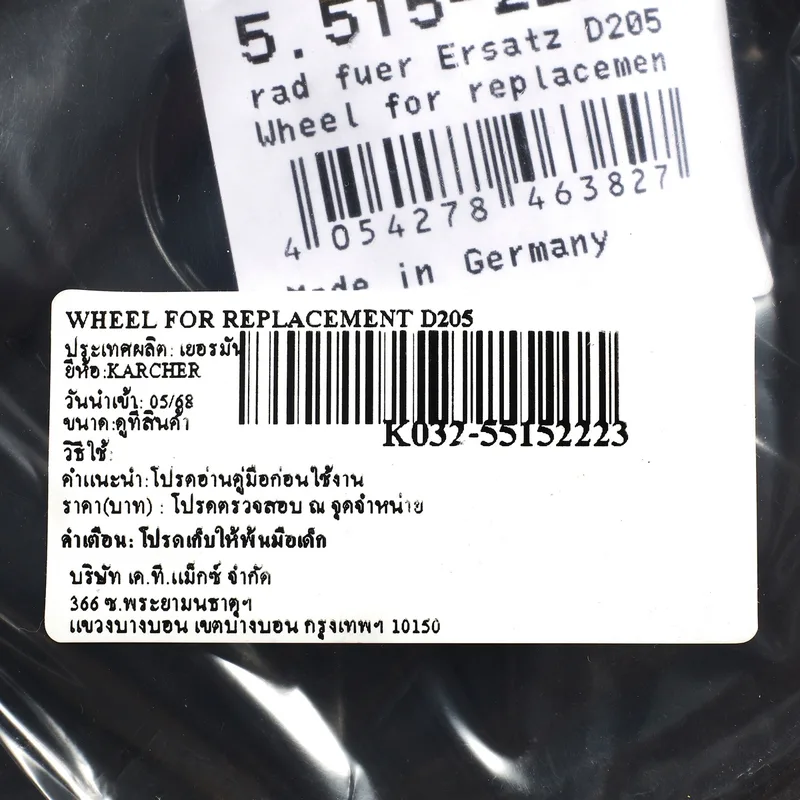 5.515-22
rad fuer Ersatz D205
Wheel for replacemen
4 054278 463827
Made in Germany
WHEEL FOR REPLACEMENT D205
ประเทศผลิต: เยอรมัน
ยี่ห้อ:KARCHER
วันนำเข้า: 05/68
ขนาด:ดูที่สินค้า
K032-55152223
วิธีใช้:
คำแนะนำ:โปรดอ่านคู่มือก่อนใช้งาน
ราคา(บาท) : โปรดตรวจสอบ ณ จุดจำหน่าย
คำเตือน: โปรดเก็บให้พ้นมือเด็ก
บริษัท เค.ที.แม็กซ์ จำกัด
366 ซ.พระยามนธาตุฯ
แขวงบางบอน เขตบางบอน กรุงเทพฯ 10150